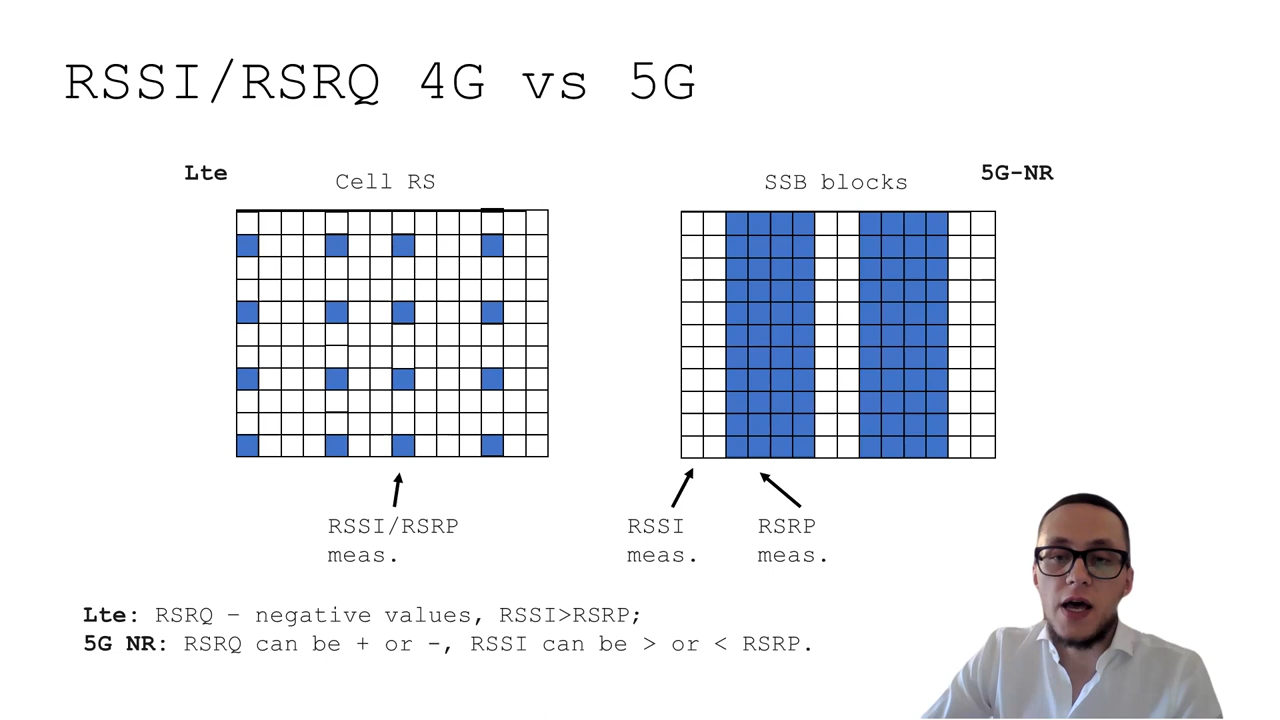 RSSI/RSRQ 4G vs 5G
Lte
Cell RS
SSB blocks
5G-NR
RSSI/RSRP
meas.
RSSI
meas.
RSRP
meas.
Lte: RSRQ – negative values, RSSI>RSRP;
5G NR: RSRQ can be + or -, RSSI can be > or < RSRP.